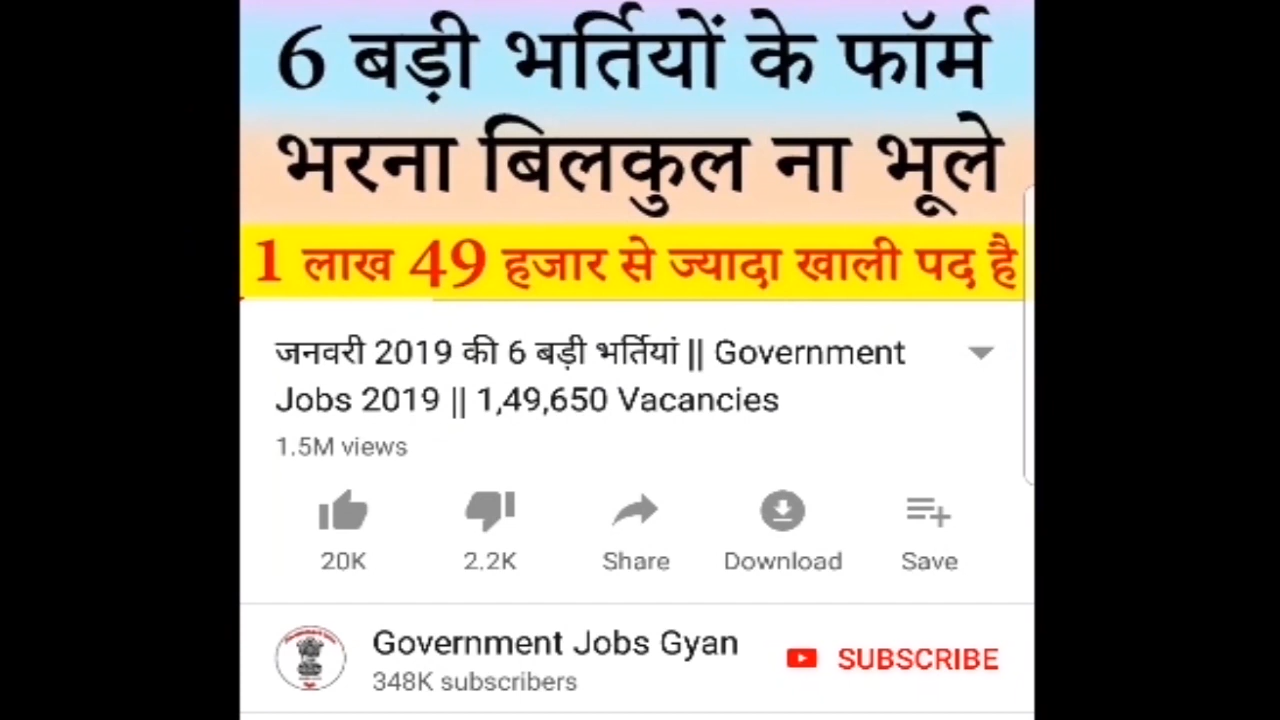 6 बड़ी भर्तियों के फॉर्म
भरना बिलकुल ना भूले
1 लाख 49 हजार से ज्यादा खाली पद है
जनवरी 2019 की 6 बड़ी भर्तियां || Government
Jobs 2019 || 1,49,650 Vacancies
1.5M views
20K
2.2K
Share
Download
Save
Government Jobs Gyan
SUBSCRIBE
348K subscribers